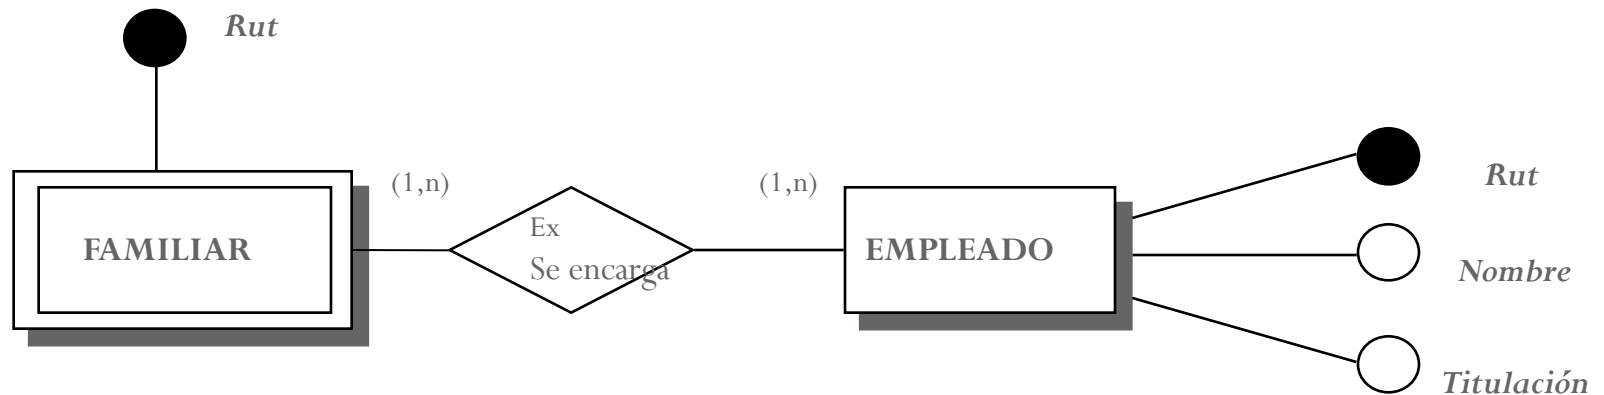 Rut
(1,n)
(1,n)
Ex
Se encarga
FAMILIAR
EMPLEADO
Rut
Nombre
Titulación